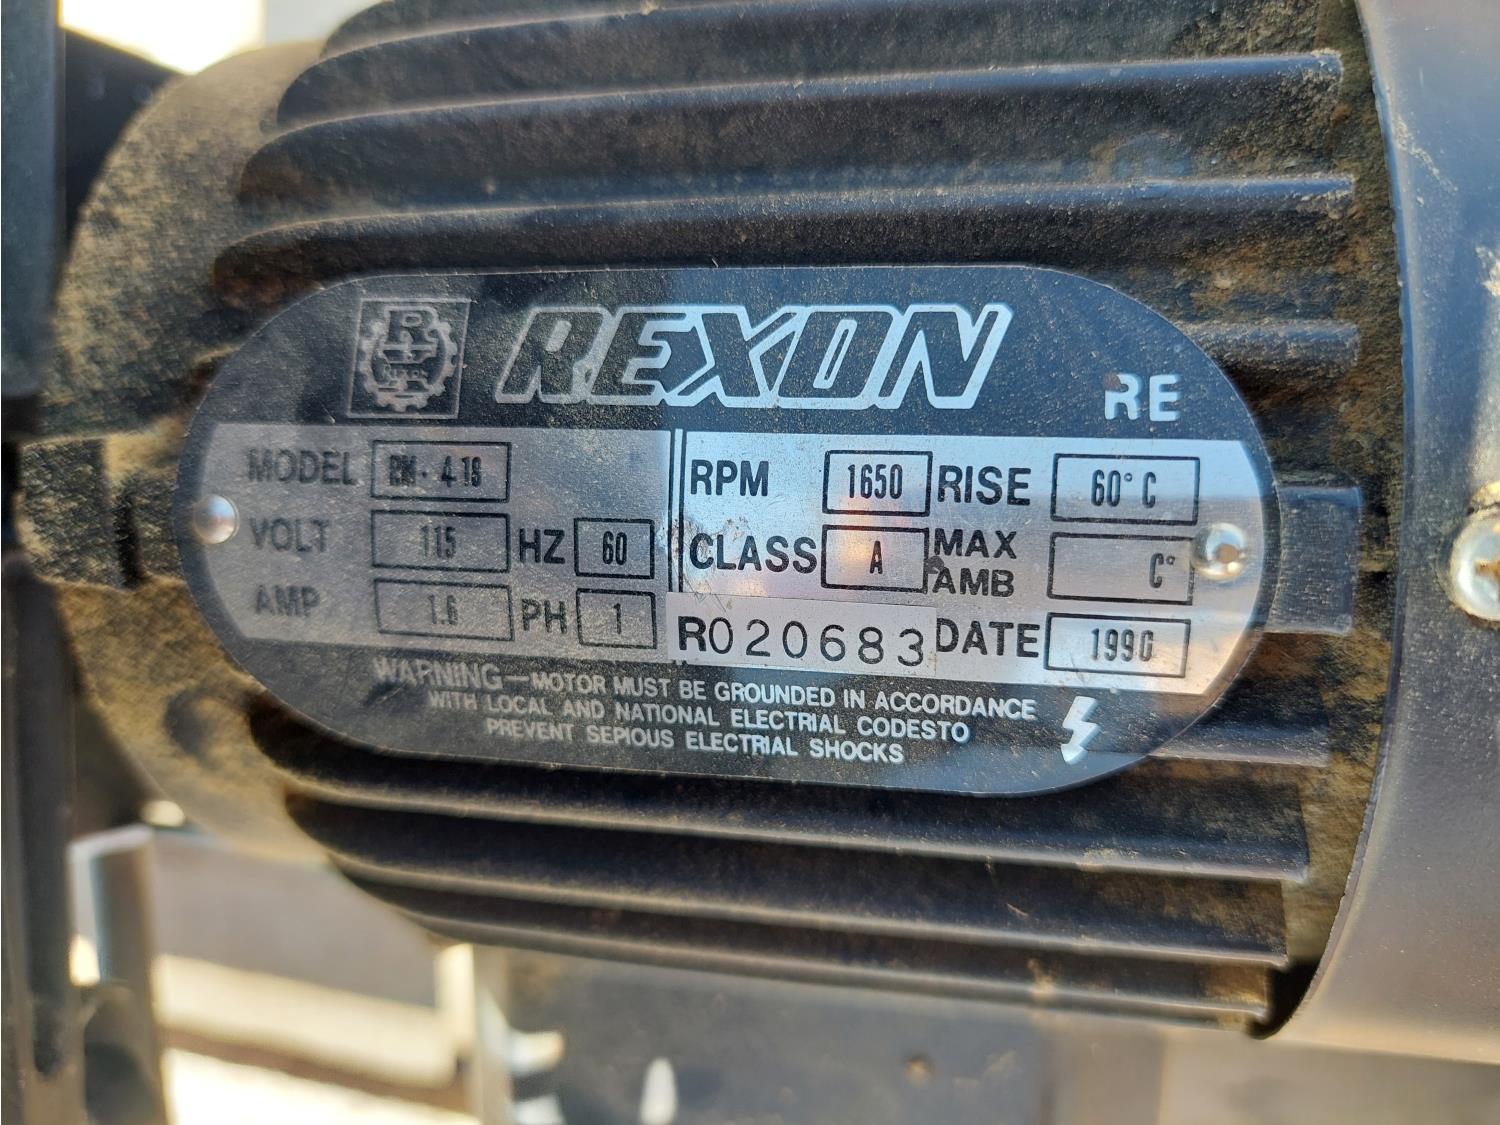 REXON
RE
MODEL RM-418 RPM 1650 RISE 60°C
VOLT 115 HZ 60 CLASS A MAX AMB C°
AMP 1.6 PH 1 R020683 DATE 1990
WARNING—MOTOR MUST BE GROUNDED IN ACCORDANCE
WITH LOCAL AND NATIONAL ELECTRIAL CODESTO
PREVENT SEPIOUS ELECTRIAL SHOCKS